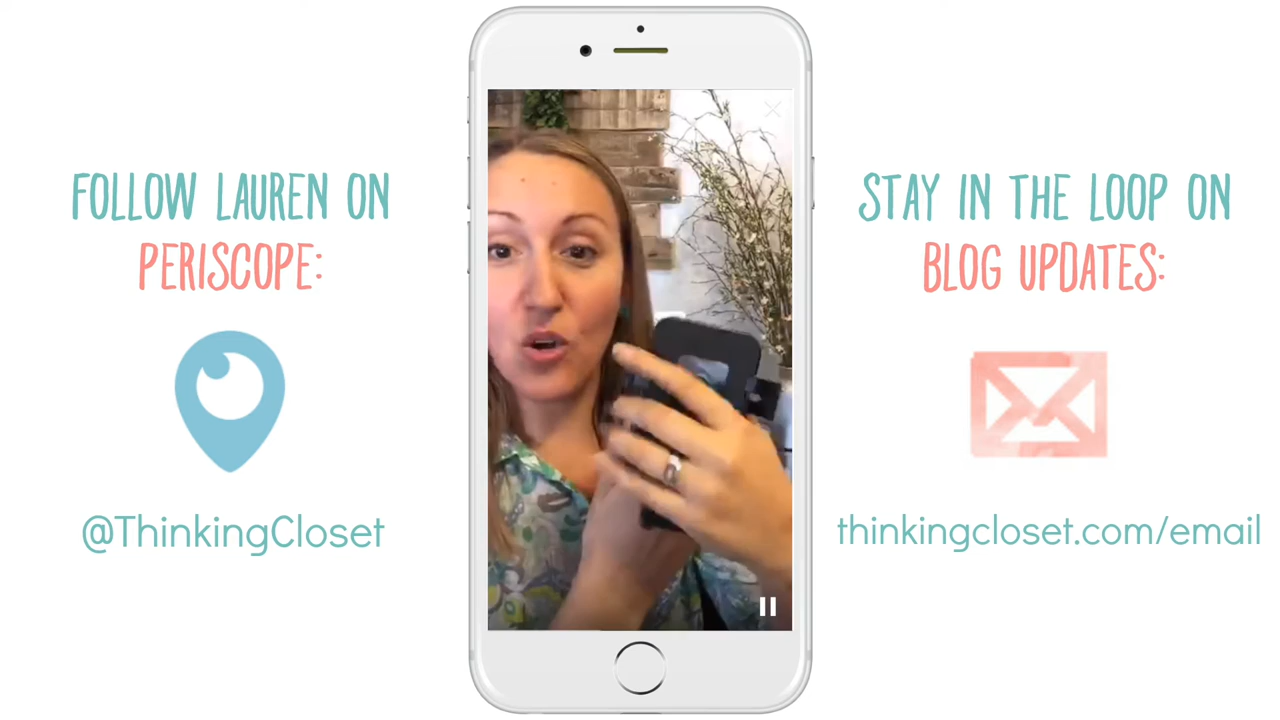 FOLLOW LAUREN ON
PERISCOPE:
@ThinkingCloset
STAY IN THE LOOP ON
BLOG UPDATES:
thinkingcloset.com/email